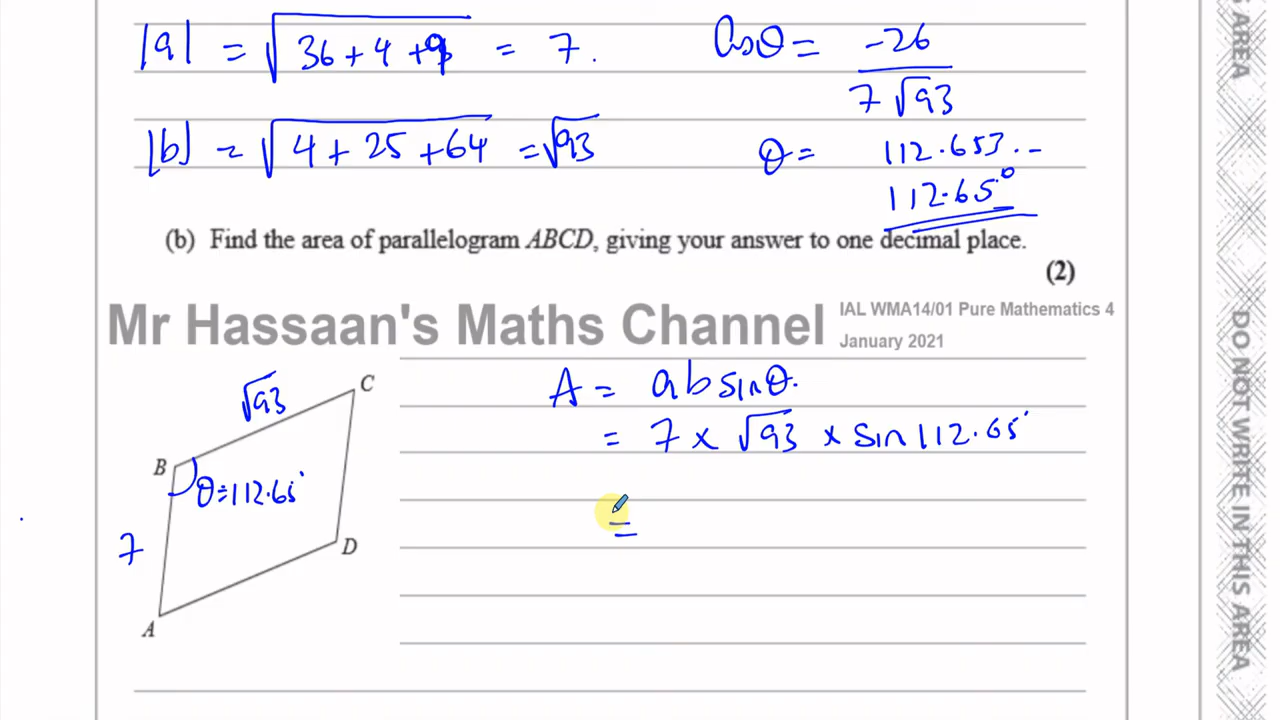 |a| = √36 + 4 + 9 = 7.
Cosθ = -26 / 7√93
|b| = √4 + 25 + 64 = √93
θ = 112.653..
112.65°
(b) Find the area of parallelogram ABCD, giving your answer to one decimal place.
(2)
Mr Hassaan's Maths Channel
IAL WMA14/01 Pure Mathematics 4
January 2021
√93
C
B
θ=112.65°
7
D
A
A = ab sinθ.
= 7 × √93 × sin 112.65°
=
S AREA
DO NOT WRITE IN THIS AREA